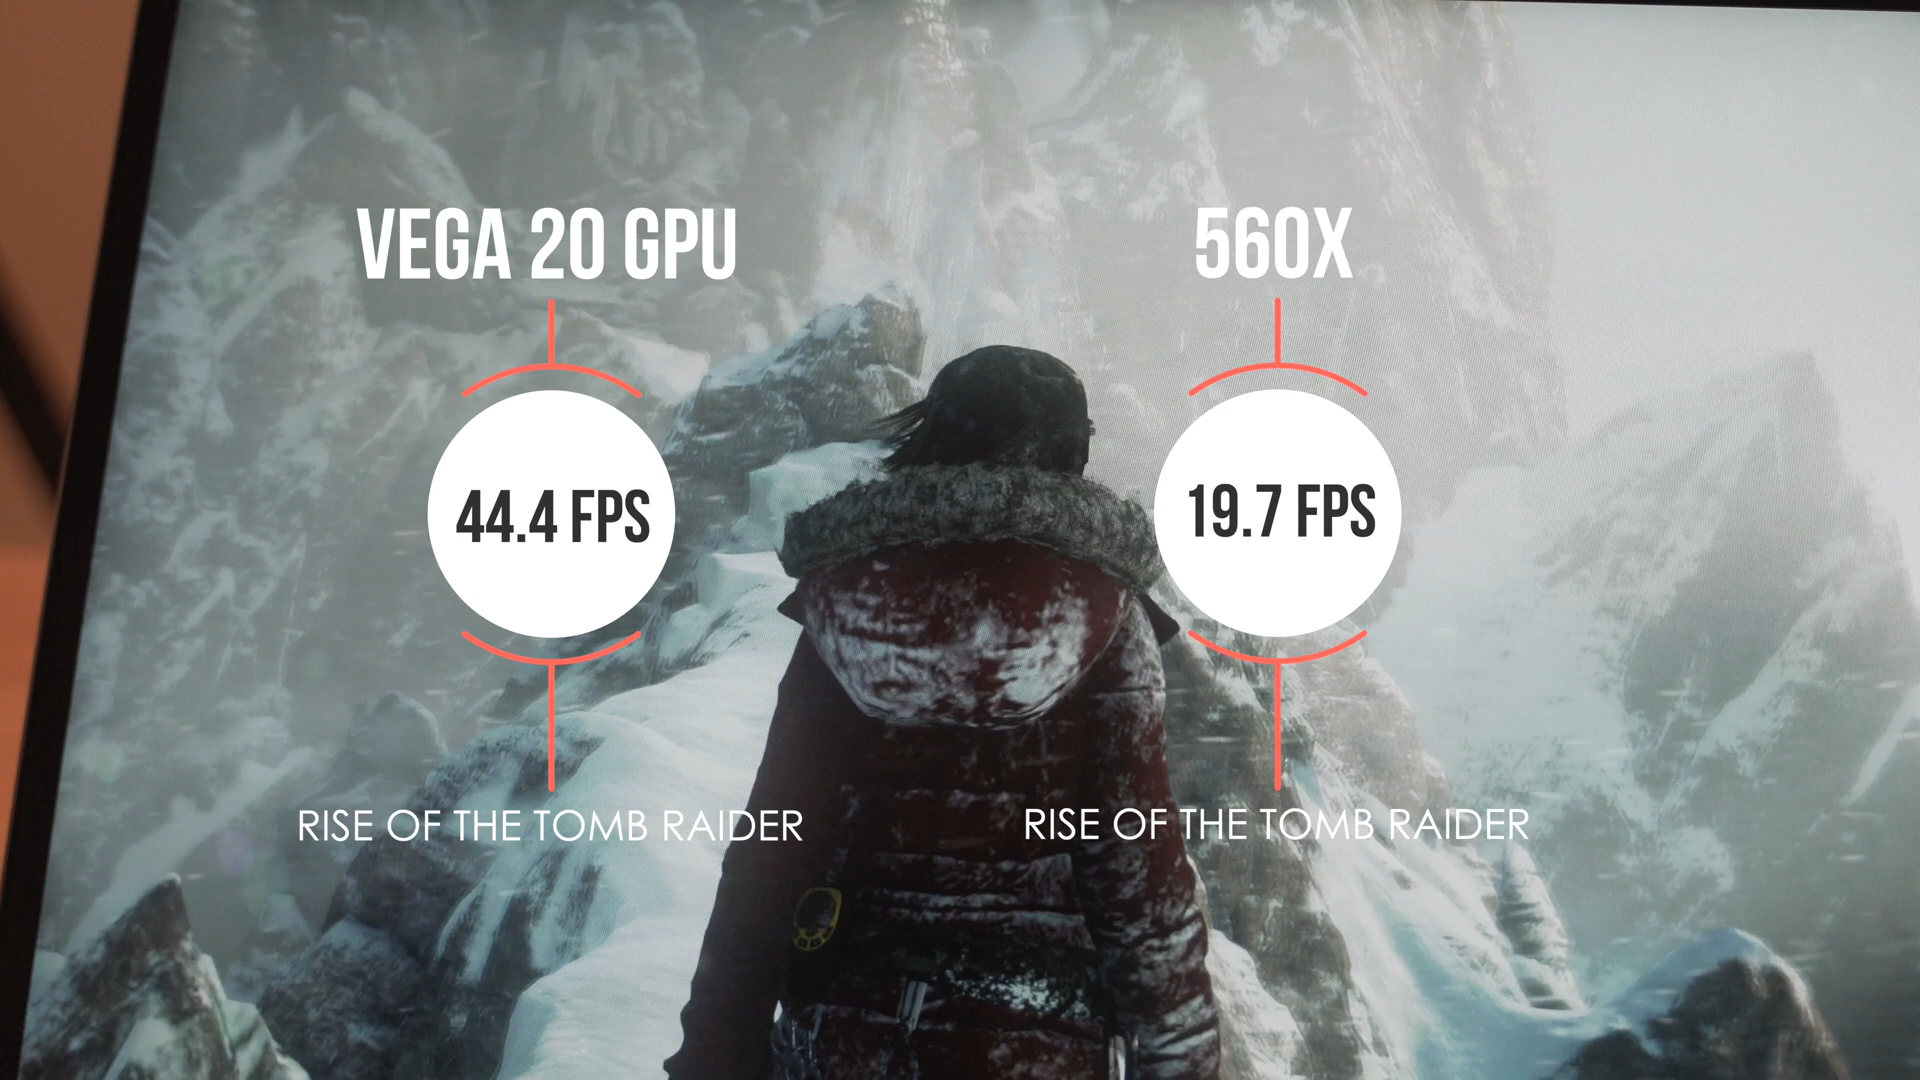 VEGA 20 GPU
44.4 FPS
RISE OF THE TOMB RAIDER
560X
19.7 FPS
RISE OF THE TOMB RAIDER